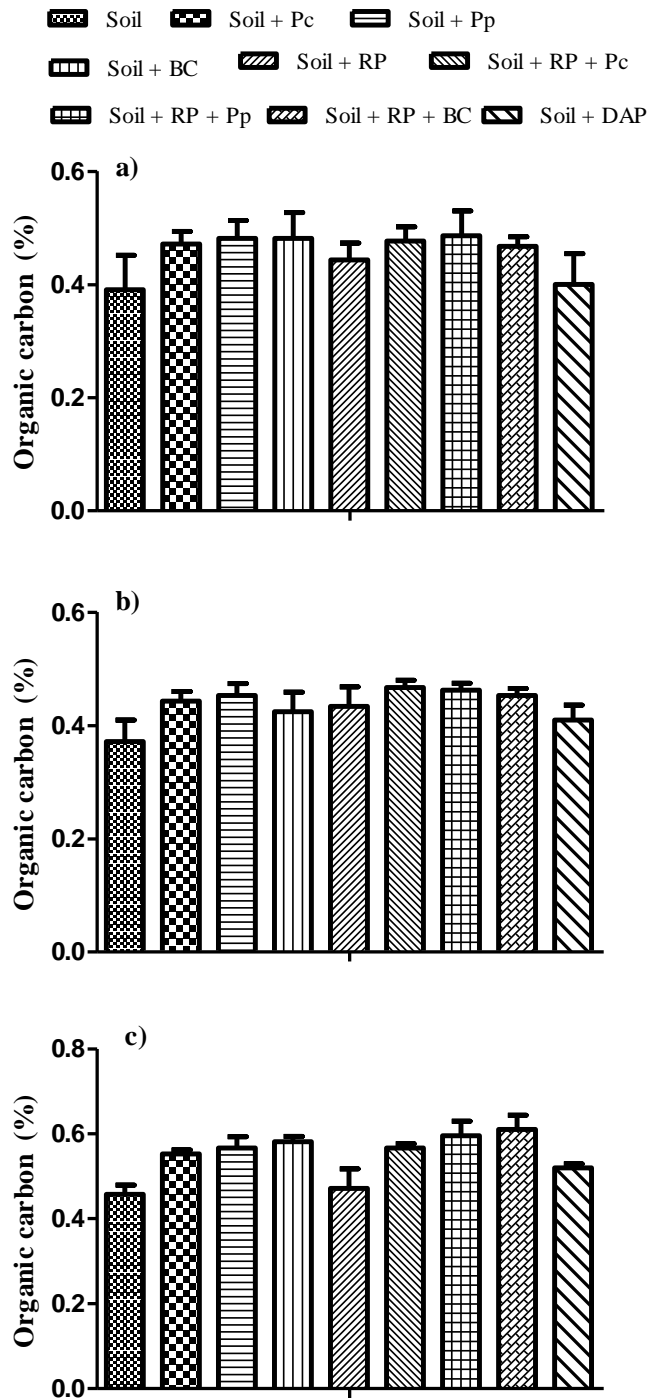 Soil Soil + Pc Soil + Pp
Soil + BC Soil + RP Soil + RP + Pc
Soil + RP + Pp Soil + RP + BC Soil + DAP
a)
Organic carbon (%)
0.6
0.4
0.2
0.0
b)
Organic carbon (%)
0.6
0.4
0.2
0.0
c)
Organic carbon (%)
0.8
0.6
0.4
0.2
0.0